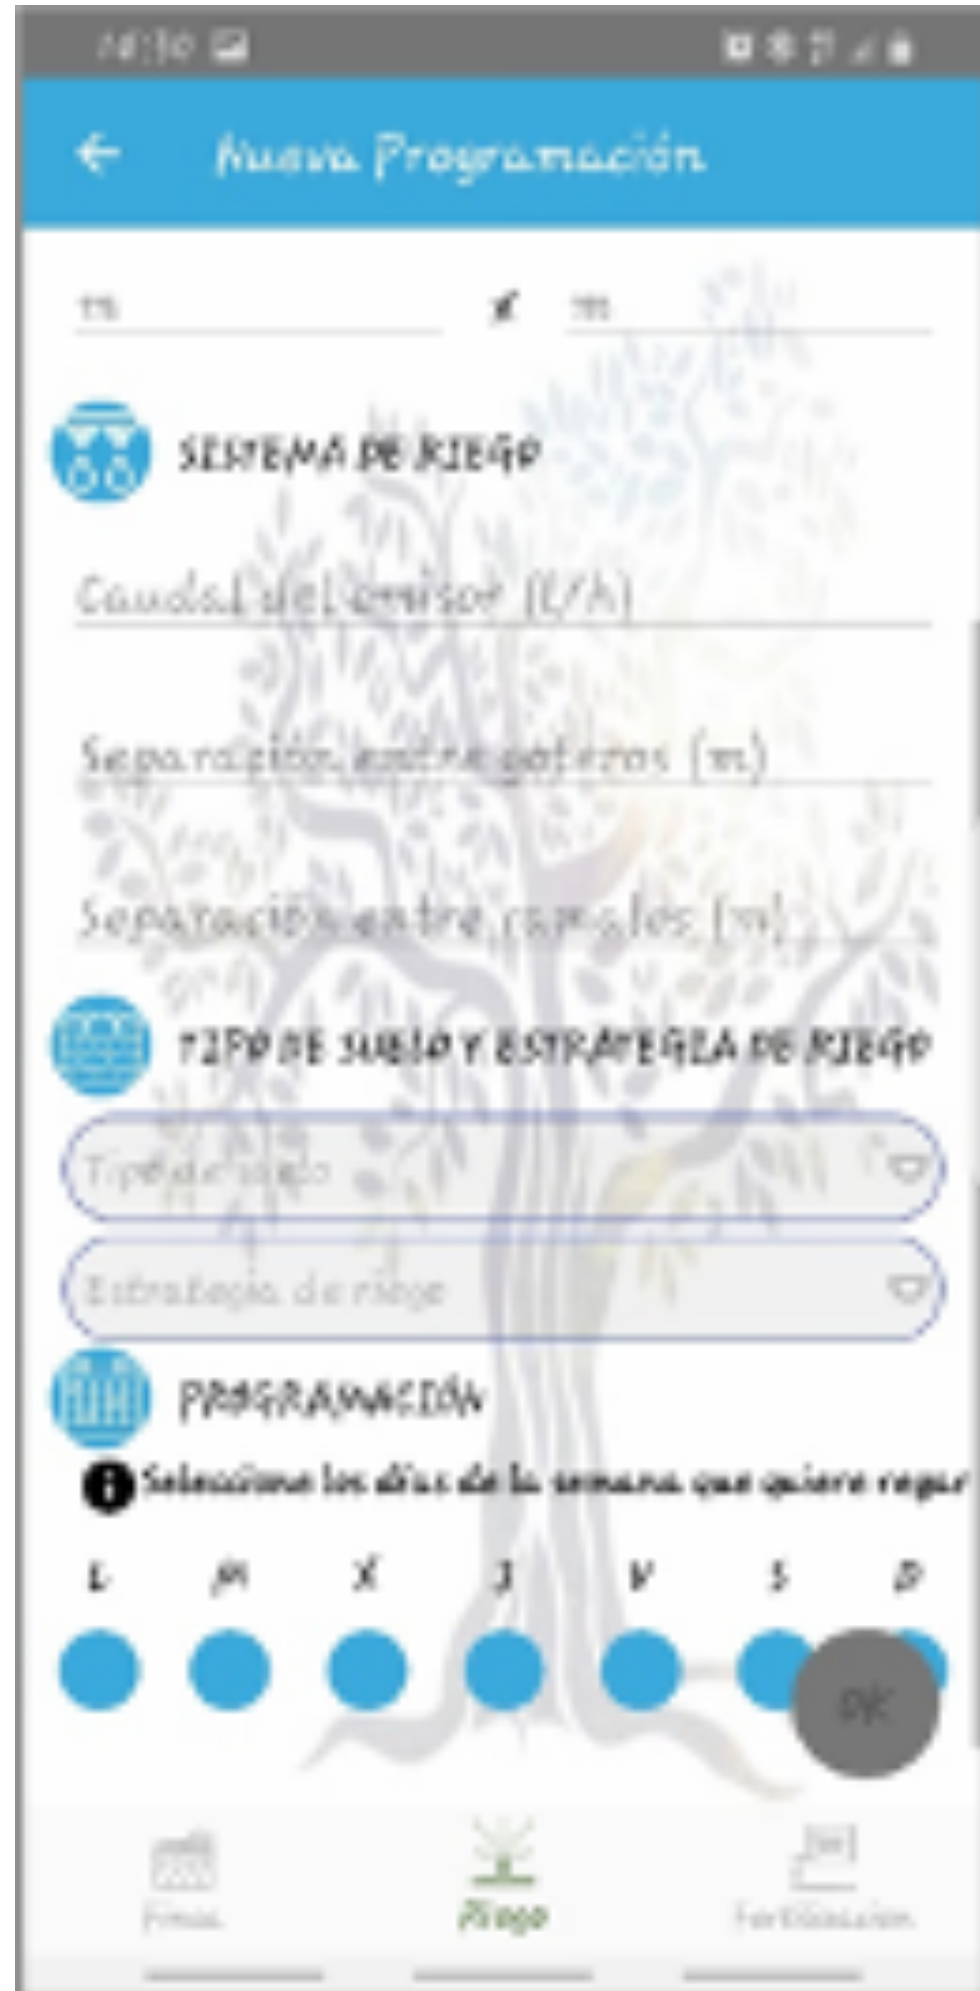 Nueva Programación
m x m
SISTEMA DE RIEGO
Caudal del emisor (l/h)
Separación entre goteros (m)
Separación entre ramales (m)
TIPO DE SUELO Y ESTRATEGIA DE RIEGO
Tipo de suelo
Estrategia de riego
PROGRAMACIÓN
Seleccione los días de la semana que quiere regar
L M X J V S D
OK
Fincas Riego Fertilización